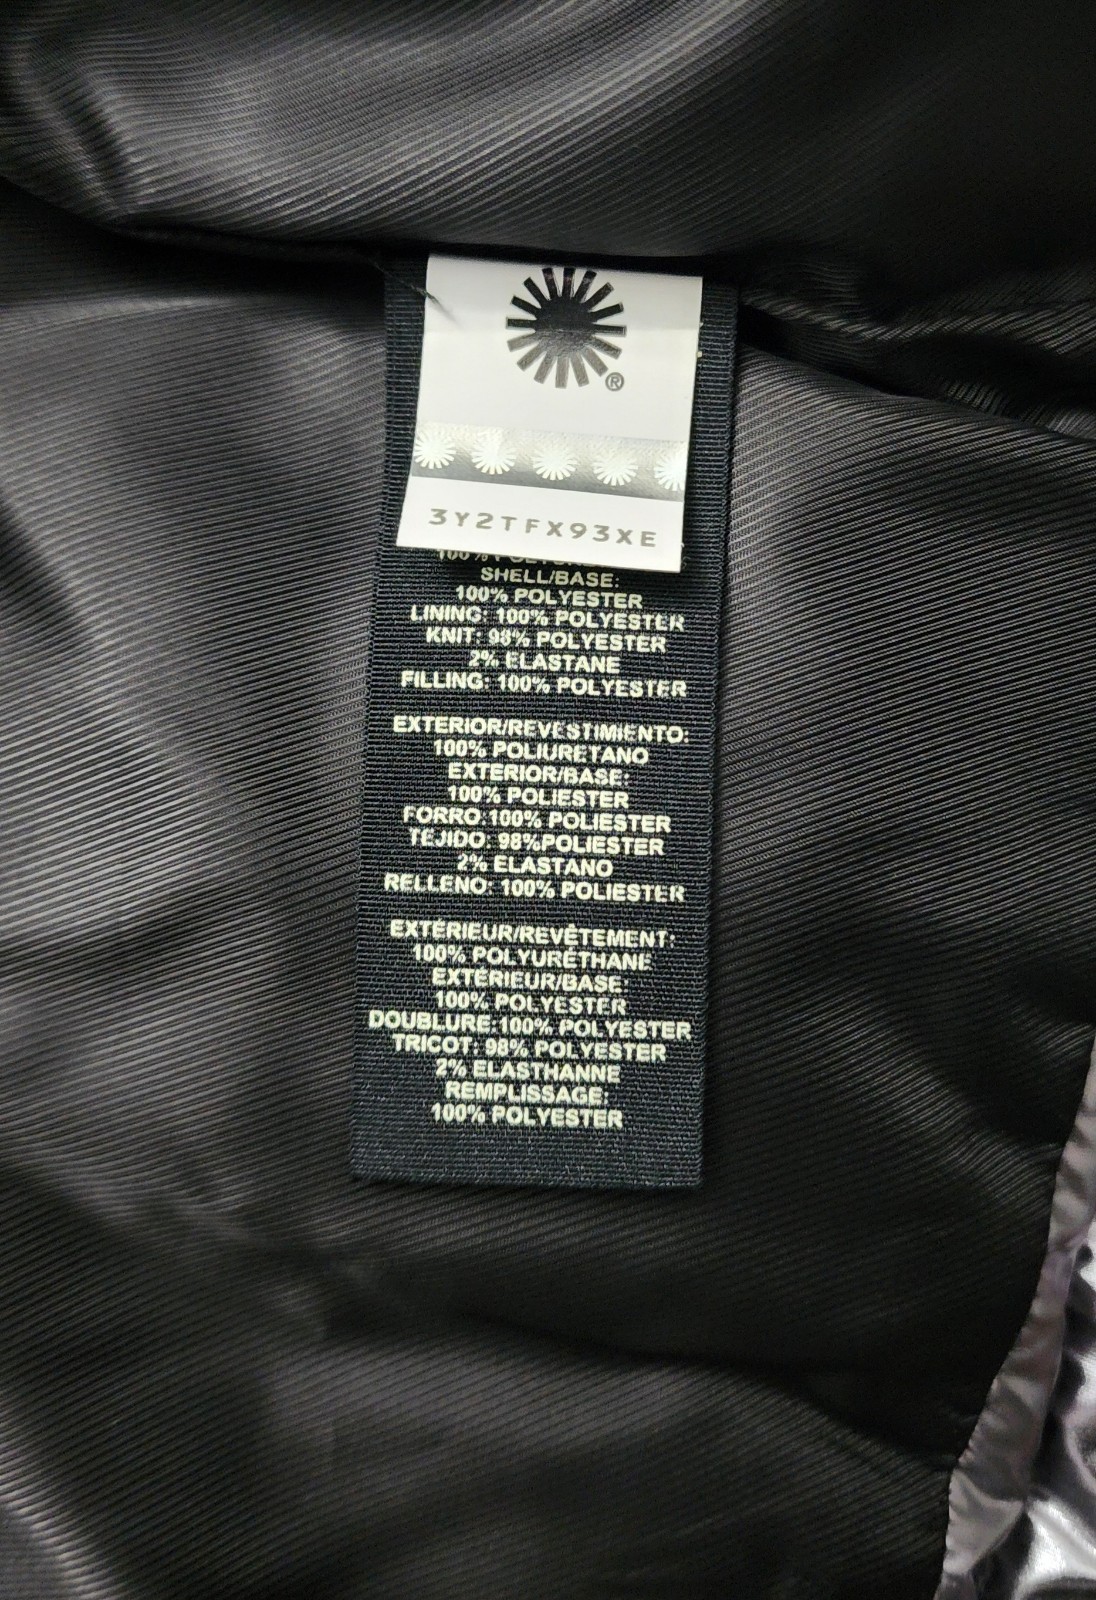 ®
3Y2TFX93XE
100%
SHELL/BASE:
100% POLYESTER
LINING: 100% POLYESTER
KNIT: 98% POLYESTER
2% ELASTANE
FILLING: 100% POLYESTER
EXTERIOR/REVESTIMIENTO:
100% POLIURETANO
EXTERIOR/BASE:
100% POLIESTER
FORRO:100% POLIESTER
TEJIDO: 98%POLIESTER
2% ELASTANO
RELLENO: 100% POLIESTER
EXTÉRIEUR/REVÊTEMENT:
100% POLYURÉTHANE
EXTÉRIEUR/BASE
100% POLYESTER
DOUBLURE:100% POLYESTER
TRICOT: 98% POLYESTER
2% ELASTHANNE
REMPLISSAGE:
100% POLYESTER